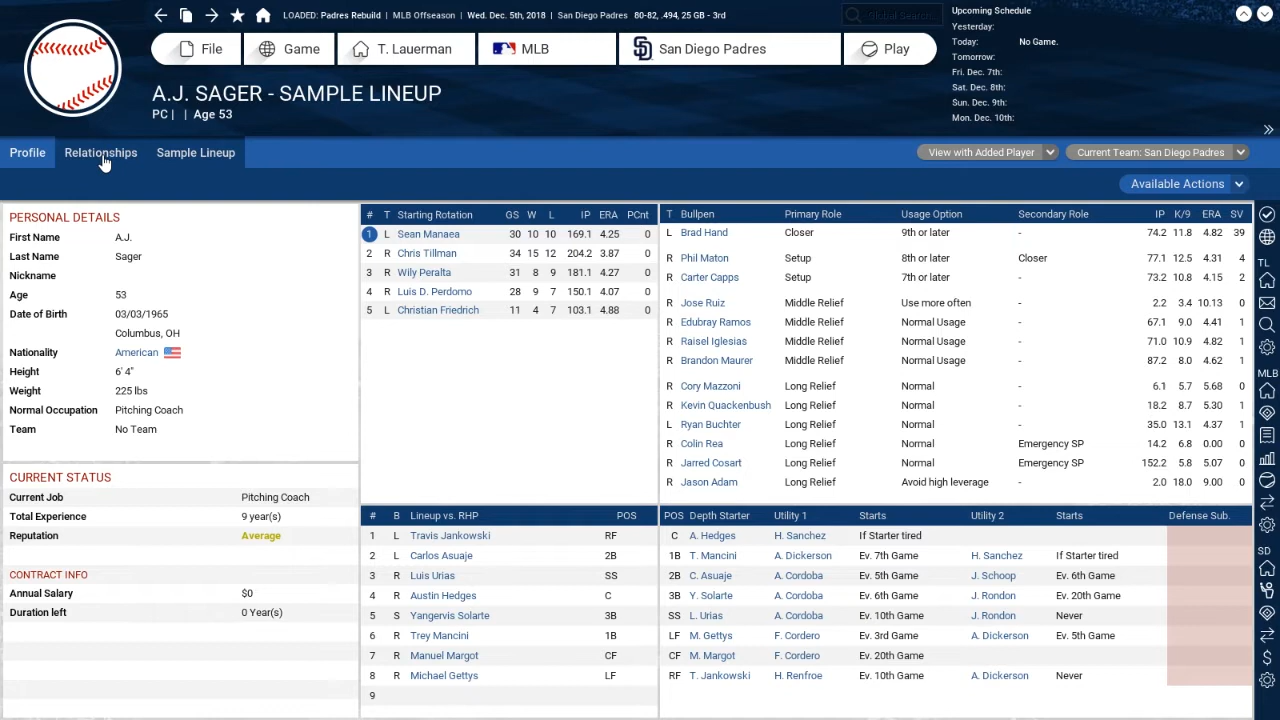 LOADED: Padres Rebuild | MLB Offseason | Wed. Dec. 5th, 2018 | San Diego Padres 80-82, .494, 25 GB - 3rd
Global Search...
Upcoming Schedule
Yesterday:
Today: No Game.
Tomorrow:
Fri. Dec. 7th:
Sat. Dec. 8th:
Sun. Dec. 9th:
Mon. Dec. 10th:
File Game T. Lauerman MLB San Diego Padres Play
A.J. SAGER - SAMPLE LINEUP
PC | | Age 53
Profile Relationships Sample Lineup
View with Added Player Current Team: San Diego Padres
Available Actions
PERSONAL DETAILS
First Name A.J.
Last Name Sager
Nickname
Age 53
Date of Birth 03/03/1965
Columbus, OH
Nationality American
Height 6' 4"
Weight 225 lbs
Normal Occupation Pitching Coach
Team No Team
CURRENT STATUS
Current Job Pitching Coach
Total Experience 9 year(s)
Reputation Average
CONTRACT INFO
Annual Salary $0
Duration left 0 Year(s)
# T Starting Rotation GS W L IP ERA PCnt
1 L Sean Manaea 30 10 10 169.1 4.25 0
2 R Chris Tillman 34 15 12 204.2 3.87 0
3 R Wily Peralta 31 8 9 181.1 4.27 0
4 R Luis D. Perdomo 28 9 7 150.1 4.07 0
5 L Christian Friedrich 11 4 7 103.1 4.88 0
T Bullpen Primary Role Usage Option Secondary Role IP K/9 ERA SV
L Brad Hand Closer 9th or later - 74.2 11.8 4.82 39
R Phil Maton Setup 8th or later Closer 77.1 12.5 4.31 4
R Carter Capps Setup 7th or later - 73.2 10.8 4.15 2
R Jose Ruiz Middle Relief Use more often - 2.2 3.4 10.13 0
R Edubray Ramos Middle Relief Normal Usage - 67.1 9.0 4.41 1
R Raisel Iglesias Middle Relief Normal Usage - 71.0 10.9 4.82 1
R Brandon Maurer Middle Relief Normal Usage - 87.2 8.0 4.62 1
R Cory Mazzoni Long Relief Normal - 6.1 5.7 5.68 0
R Kevin Quackenbush Long Relief Normal - 18.2 8.7 5.30 1
L Ryan Buchter Long Relief Normal - 35.0 13.1 4.37 1
R Colin Rea Long Relief Normal Emergency SP 14.2 6.8 0.00 0
R Jarred Cosart Long Relief Normal Emergency SP 152.2 5.8 5.07 0
R Jason Adam Long Relief Avoid high leverage - 2.0 18.0 9.00 0
# B Lineup vs. RHP POS
1 L Travis Jankowski RF
2 L Carlos Asuaje 2B
3 R Luis Urias SS
4 R Austin Hedges C
5 S Yangervis Solarte 3B
6 R Trey Mancini 1B
7 R Manuel Margot CF
8 R Michael Gettys LF
9
POS Depth Starter Utility 1 Starts Utility 2 Starts Defense Sub.
C A. Hedges H. Sanchez If Starter tired
1B T. Mancini A. Dickerson Ev. 7th Game H. Sanchez If Starter tired
2B C. Asuaje A. Cordoba Ev. 5th Game J. Schoop Ev. 6th Game
3B Y. Solarte A. Cordoba Ev. 6th Game J. Rondon Ev. 20th Game
SS L. Urias A. Cordoba Ev. 10th Game J. Rondon Never
LF M. Gettys F. Cordero Ev. 3rd Game A. Dickerson Ev. 5th Game
CF M. Margot F. Cordero Ev. 20th Game
RF T. Jankowski H. Renfroe Ev. 10th Game A. Dickerson Never
TL
MLB
SD